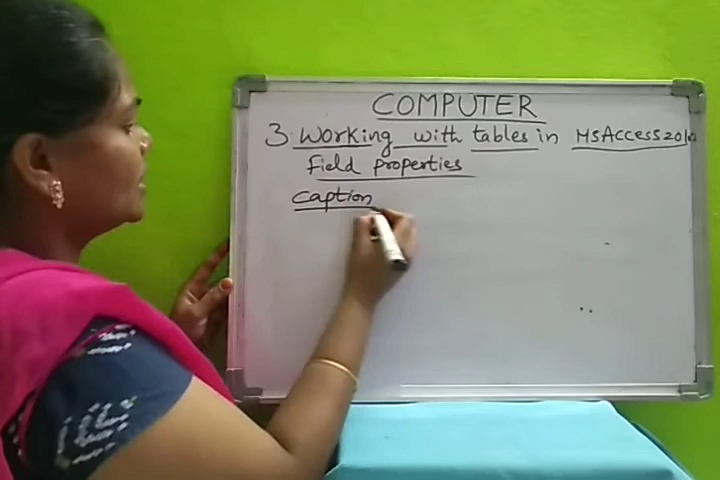 COMPUTER
3. Working with tables in MSAccess2010
Field properties
Caption